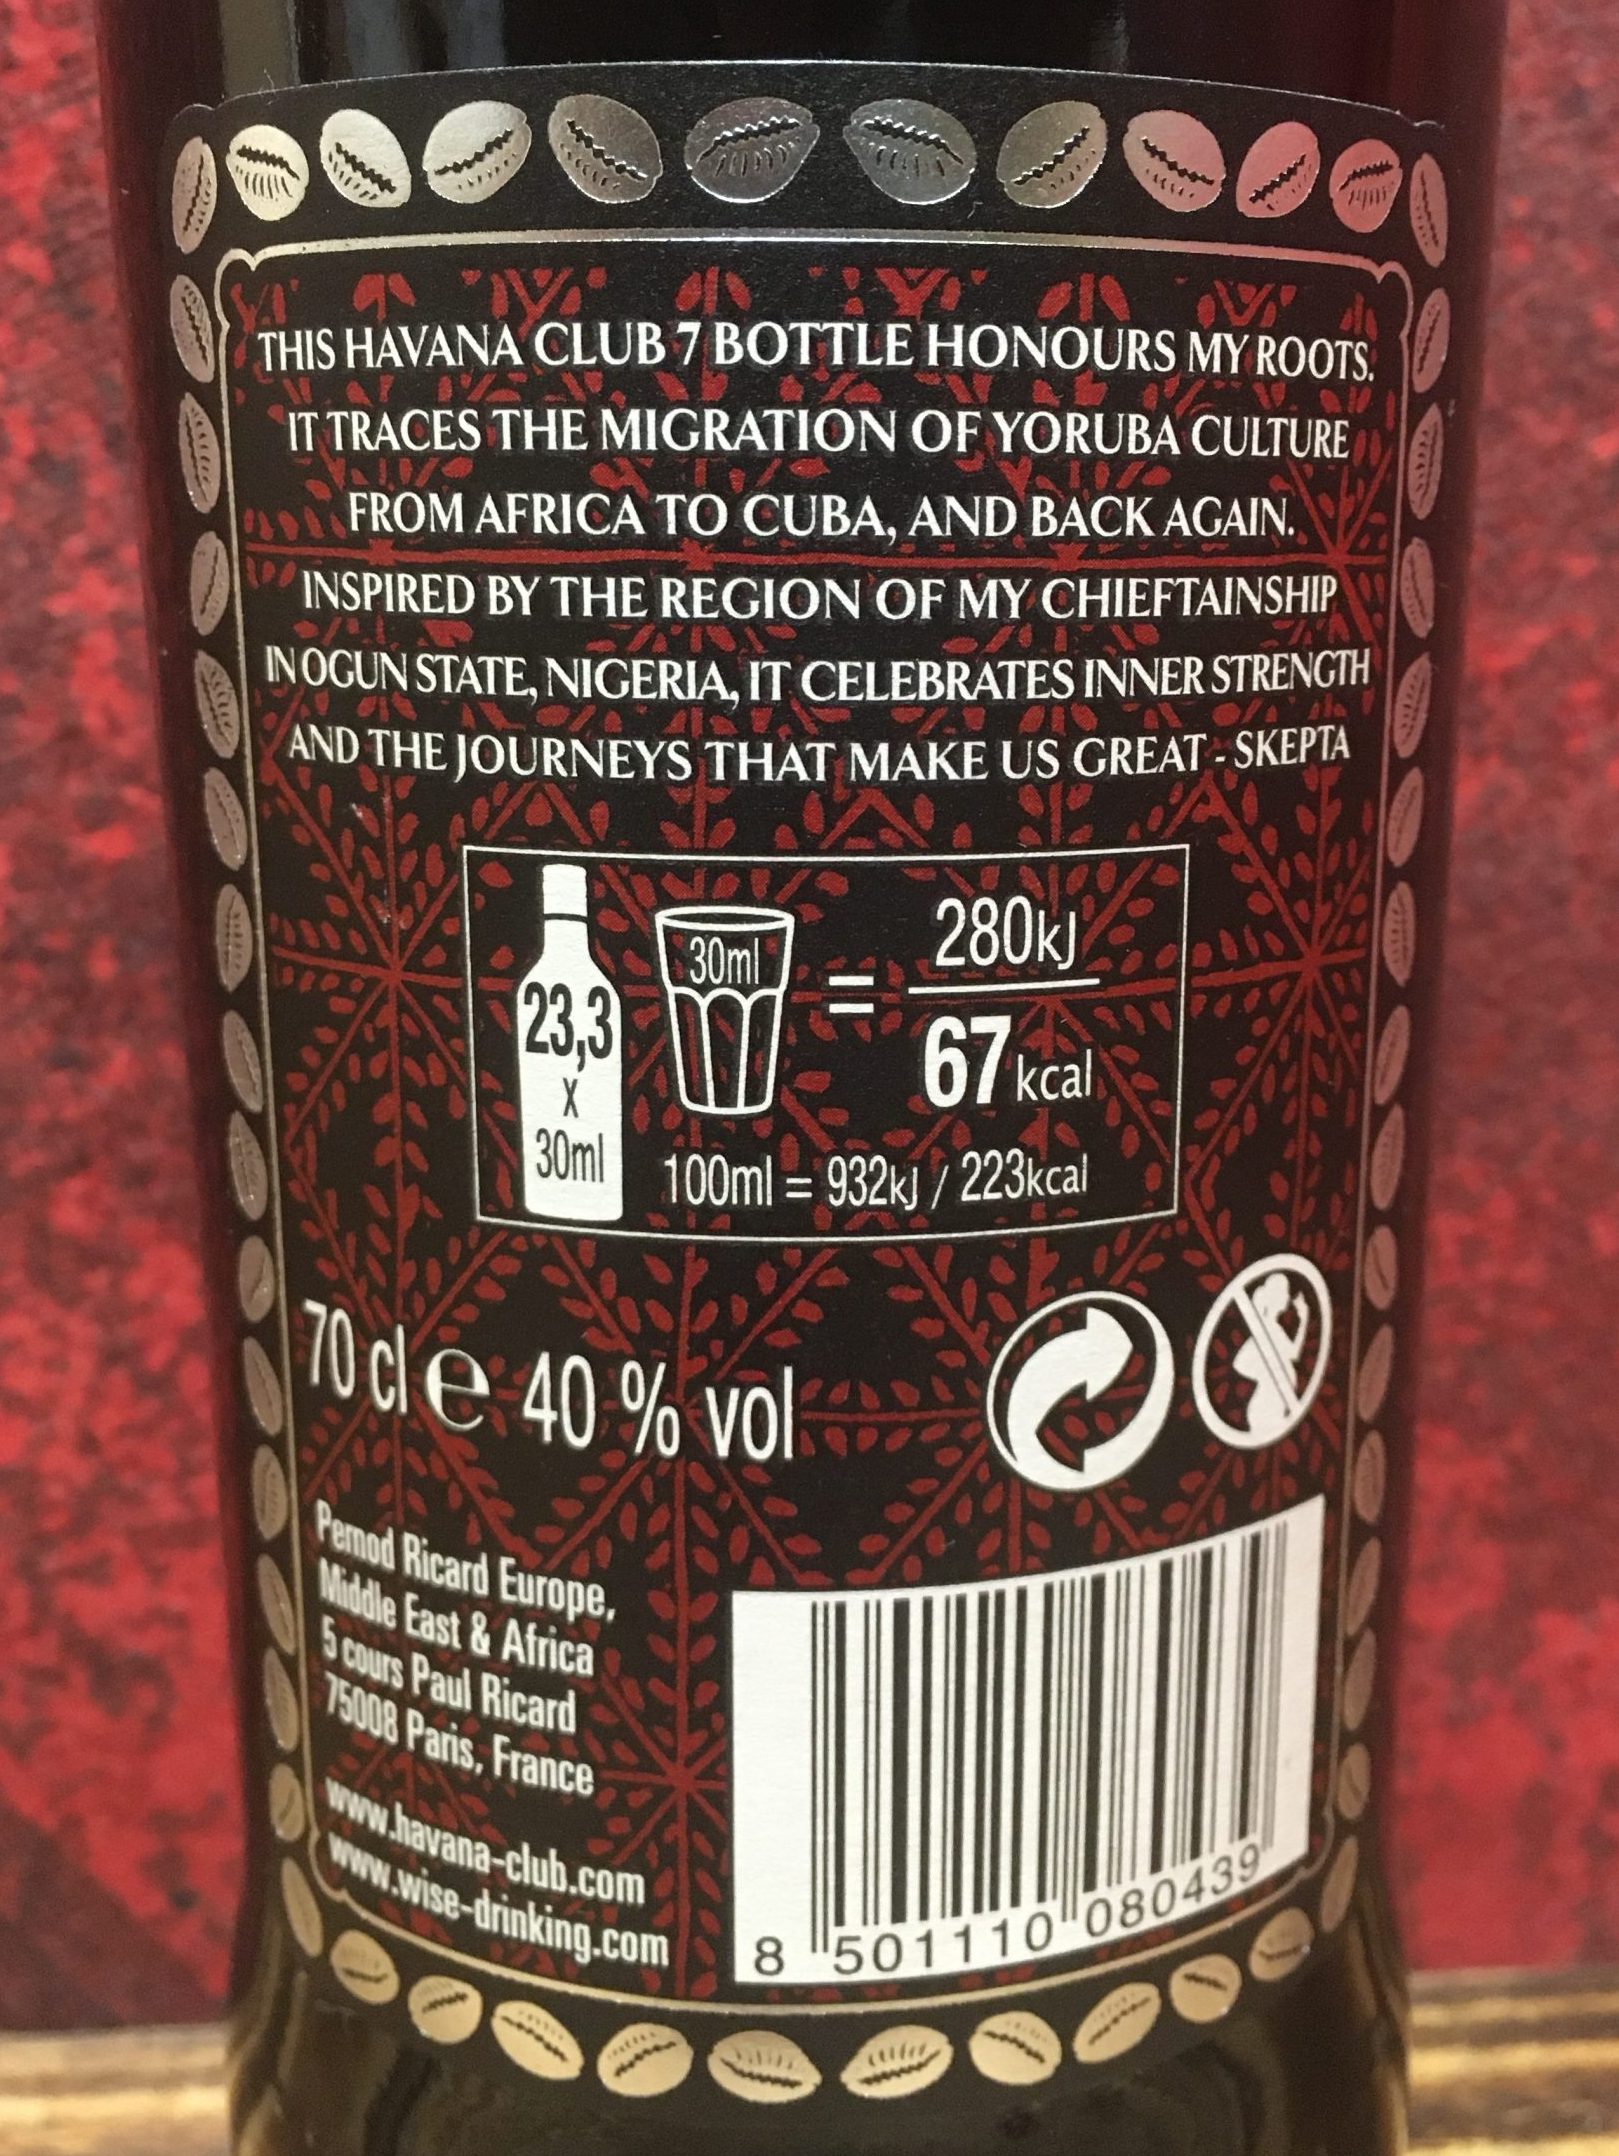 THIS HAVANA CLUB 7 BOTTLE HONOURS MY ROOTS.
IT TRACES THE MIGRATION OF YORUBA CULTURE
FROM AFRICA TO CUBA, AND BACK AGAIN.
INSPIRED BY THE REGION OF MY CHIEFTAINSHIP
IN OGUN STATE, NIGERIA, IT CELEBRATES INNER STRENGTH
AND THE JOURNEYS THAT MAKE US GREAT - SKEPTA
23,3
x
30ml
30ml
=
280kJ
67 kcal
100ml = 932kJ / 223kcal
70 cl e 40 % vol
Pernod Ricard Europe,
Middle East & Africa
5 cours Paul Ricard
75008 Paris, France
www.havana-club.com
www.wise-drinking.com
8 501110 080439